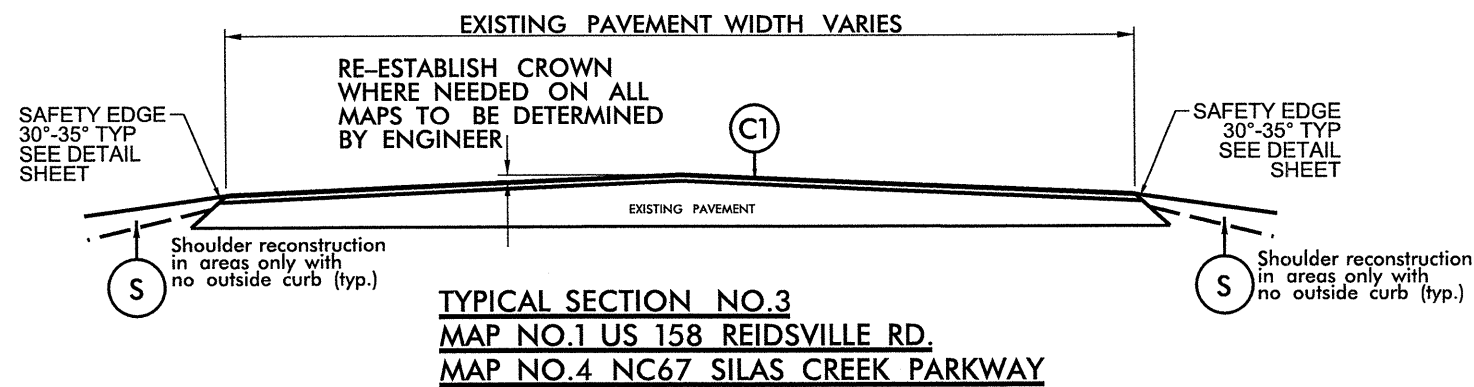 EXISTING PAVEMENT WIDTH VARIES
RE-ESTABLISH CROWN
WHERE NEEDED ON ALL
MAPS TO BE DETERMINED
BY ENGINEER
SAFETY EDGE
30°-35° TYP
SEE DETAIL
SHEET
C1
SAFETY EDGE
30°-35° TYP
SEE DETAIL
SHEET
EXISTING PAVEMENT
S
Shoulder reconstruction
in areas only with
no outside curb (typ.)
S
Shoulder reconstruction
in areas only with
no outside curb (typ.)
TYPICAL SECTION NO.3
MAP NO.1 US 158 REIDSVILLE RD.
MAP NO.4 NC67 SILAS CREEK PARKWAY